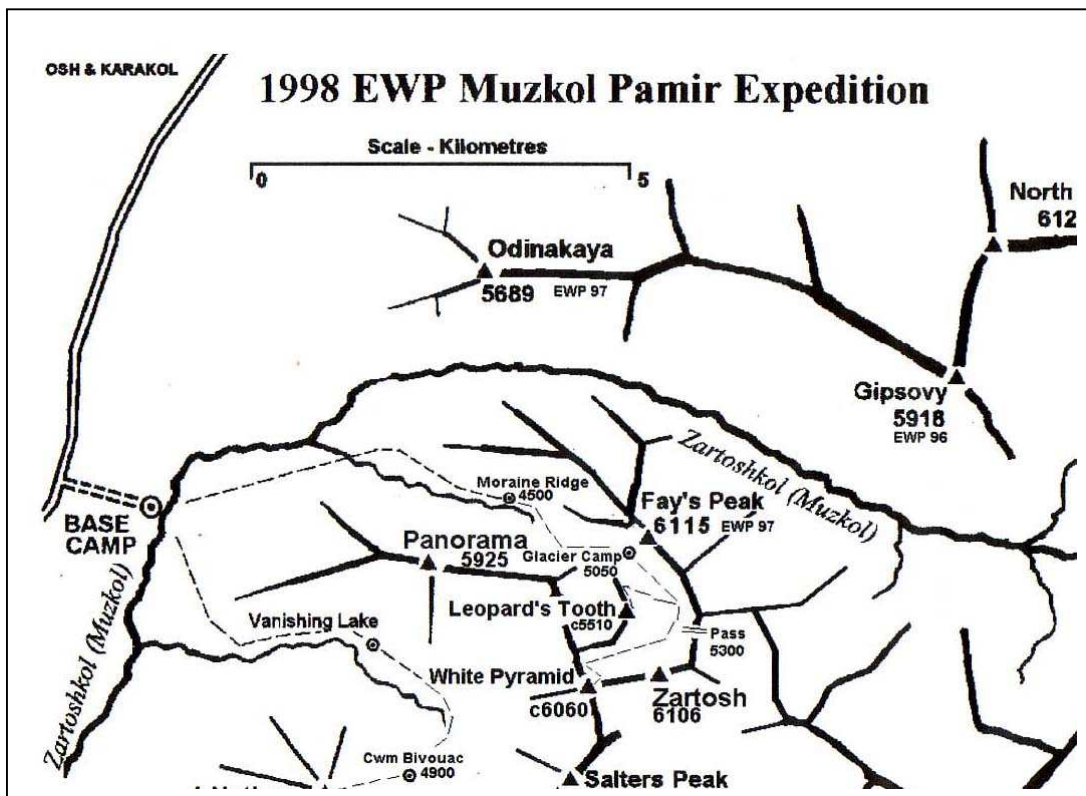 OSH & KARAKOL
1998 EWP Muzkol Pamir Expedition
Scale - Kilometres
0
5
North
612
Odinakaya
5689 EWP 97
Gipsovy
5918
EWP 96
Zartoshkol (Muzkol)
Moraine Ridge
4500
Fay's Peak
6115 EWP 97
BASE
CAMP
Panorama
5925
Glacier Camp
5050
Leopard's Tooth
c5510
Vanishing Lake
Pass
5300
White Pyramid
c6060
Zartosh
6106
Zartoshkol (Muzkol)
Cwm Bivouac
4900
Salters Peak